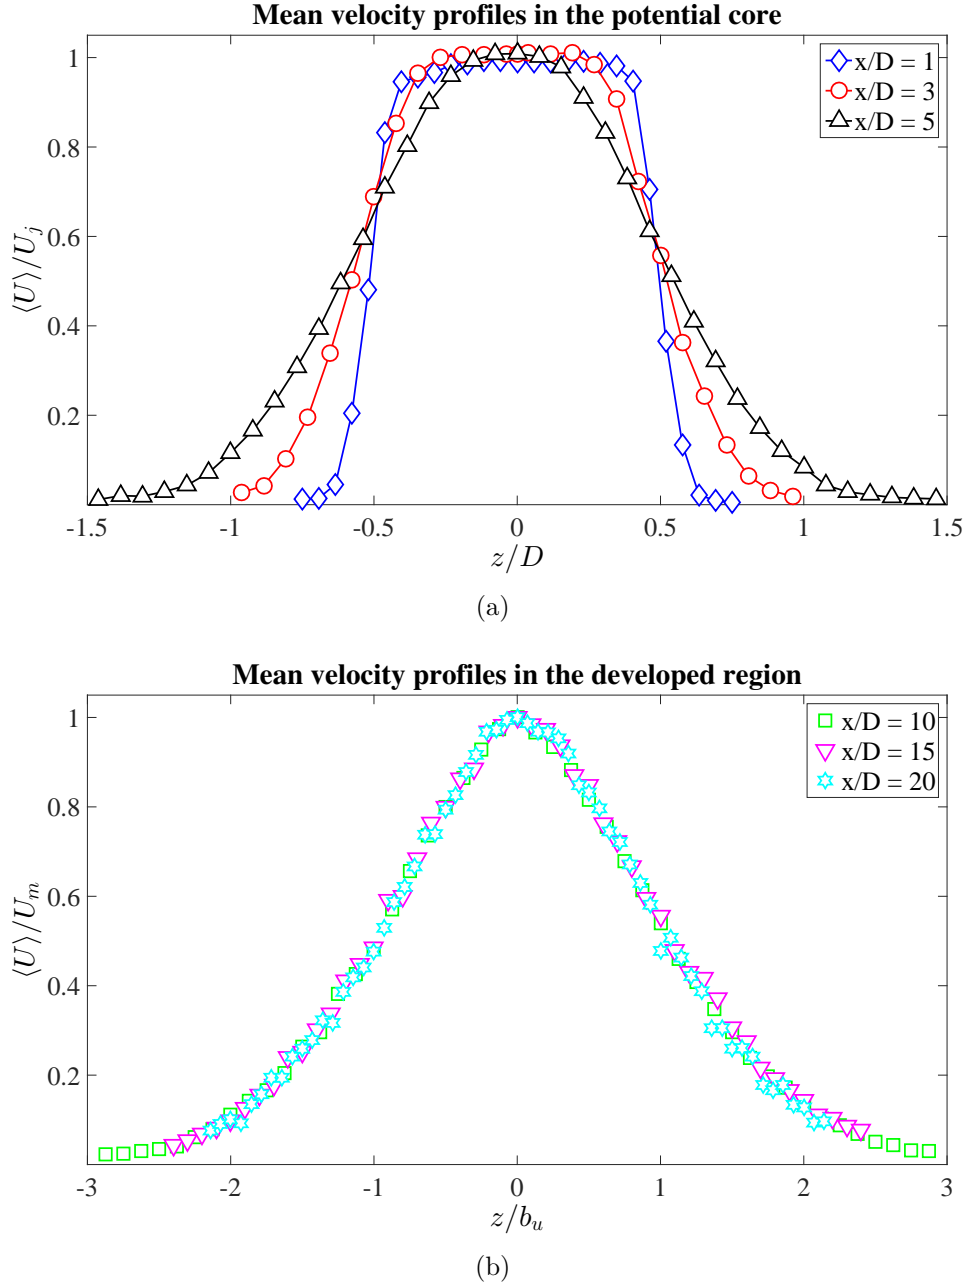 Mean velocity profiles in the potential core
1
0.8
0.6
0.4
0.2
⟨U⟩/U_j
x/D = 1
x/D = 3
x/D = 5
-1.5 -1 -0.5 0 0.5 1 1.5
z/D
(a)
Mean velocity profiles in the developed region
1
0.8
0.6
0.4
0.2
⟨U⟩/U_m
x/D = 10
x/D = 15
x/D = 20
-3 -2 -1 0 1 2 3
z/b_u
(b)